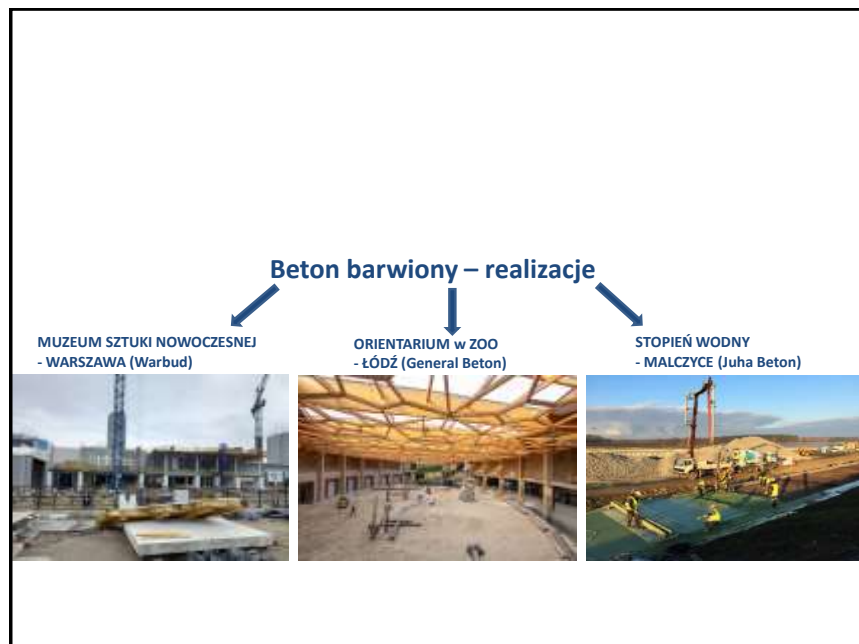 Beton barwiony – realizacje
MUZEUM SZTUKI NOWOCZESNEJ
- WARSZAWA (Warbud)
ORIENTARIUM w ZOO
- ŁÓDŹ (General Beton)
STOPIEŃ WODNY
- MALCZYCE (Juha Beton)